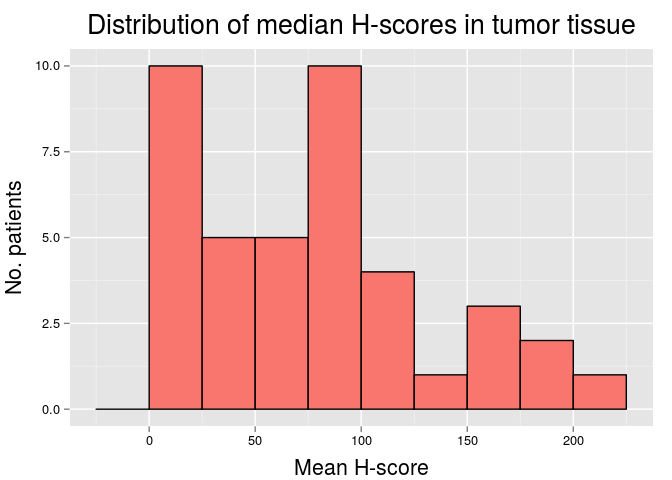 Distribution of median H-scores in tumor tissue
10.0
7.5
5.0
2.5
0.0
No. patients
0 50 100 150 200
Mean H-score